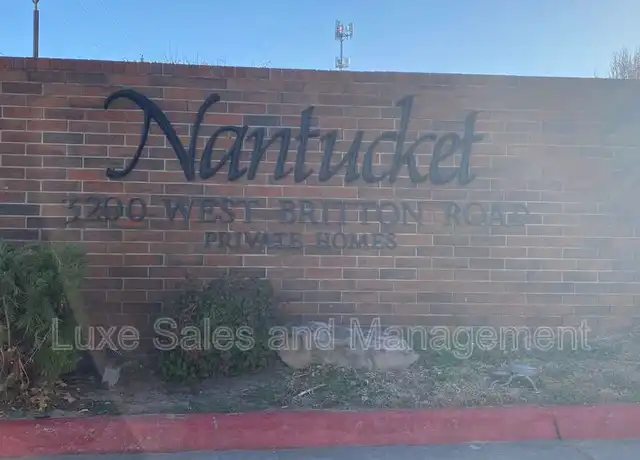 Nantucket
3200 WEST BRITTON ROAD
PRIVATE HOMES
Luxe Sales and Management